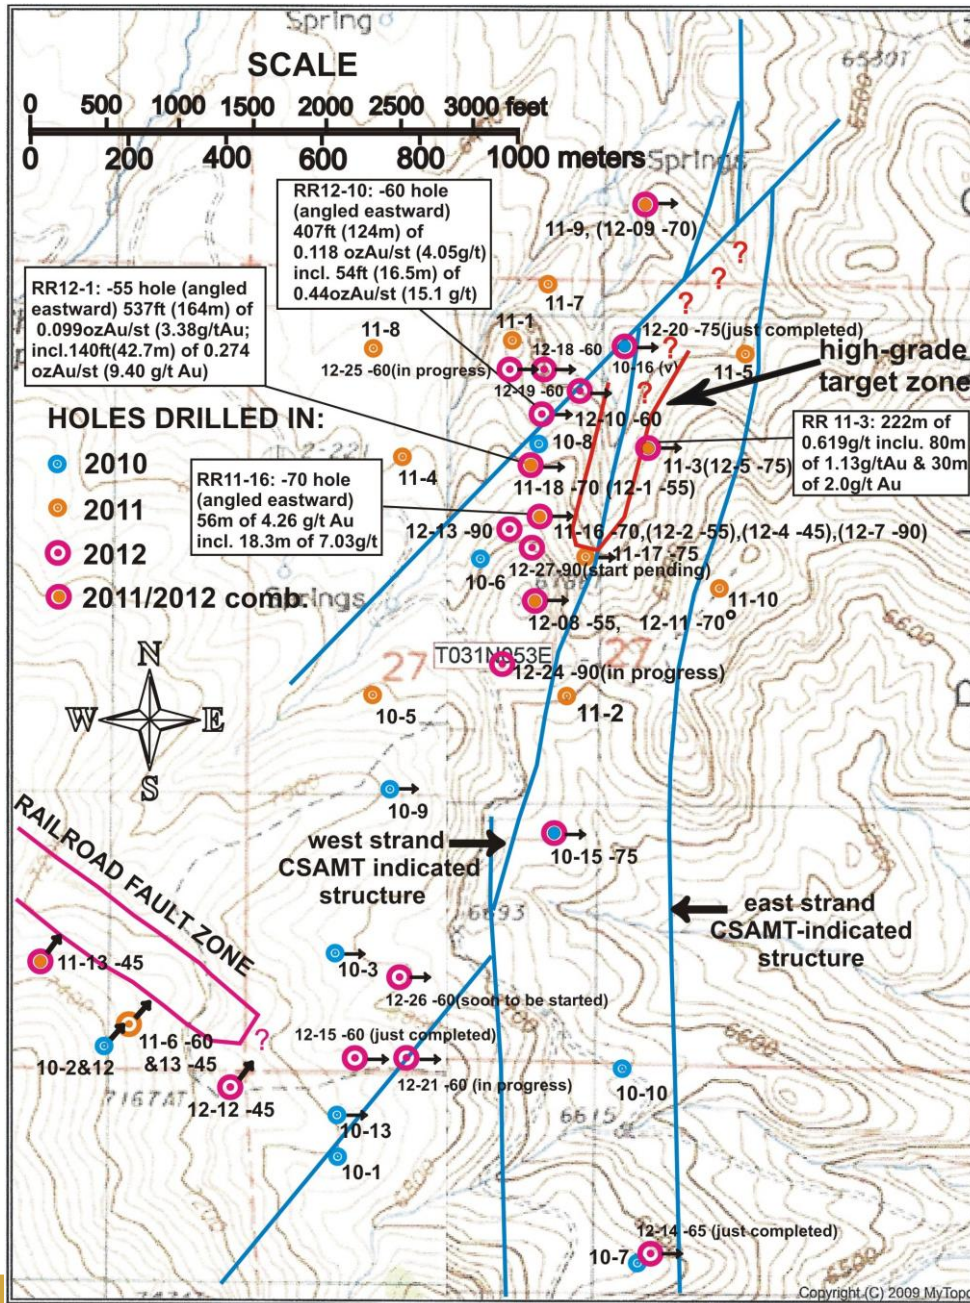 Spring
6530T
6500
SCALE
0 500 1000 1500 2000 2500 3000 feet
0 200 400 600 800 1000 meters
Springs
RR12-10: -60 hole
(angled eastward)
407ft (124m) of
0.118 ozAu/st (4.05g/t)
incl. 54ft (16.5m) of
0.44ozAu/st (15.1 g/t)
11-9, (12-09 -70)
RR12-1: -55 hole (angled
eastward) 537ft (164m) of
0.099ozAu/st (3.38g/tAu;
incl.140ft(42.7m) of 0.274
ozAu/st (9.40 g/t Au)
?
?
?
11-7
11-8
11-1
12-20 -75(just completed)
12-18 -60
?
12-25 -60(in progress)
10-16 (v)
11-5
high-grade
target zone
12-19 -60
?
12-10 -60
HOLES DRILLED IN:
2010
2011
2012
2011/2012 comb.
10-8
RR 11-3: 222m of
0.619g/t inclu. 80m
of 1.13g/tAu & 30m
of 2.0g/t Au
11-4
11-3(12-5 -75)
RR11-16: -70 hole
(angled eastward)
56m of 4.26 g/t Au
incl. 18.3m of 7.03g/t
11-18 -70 (12-1 -55)
12-13 -90
11-16 -70,(12-2 -55),(12-4 -45),(12-7 -90)
11-17 -75
10-6
12-27-90(start pending)
11-10
Springs
12-08 -55, 12-11 -70°
6600
T031N053E
27
27
12-24 -90(in progress)
N
W E
S
10-5
11-2
10-9
RAILROAD FAULT ZONE
west strand
CSAMT indicated
structure
10-15 -75
6693
east strand
CSAMT-indicated
structure
11-13 -45
10-3
12-26 -60(soon to be started)
?
12-15 -60 (just completed)
6600
11-6 -60
&13 -45
10-2&12
12-21 -60 (in progress)
12-12 -45
7167AT
10-10
10-13
6615
10-1
12-14 -65 (just completed)
10-7
6500
Copyright (C) 2009 MyTopo